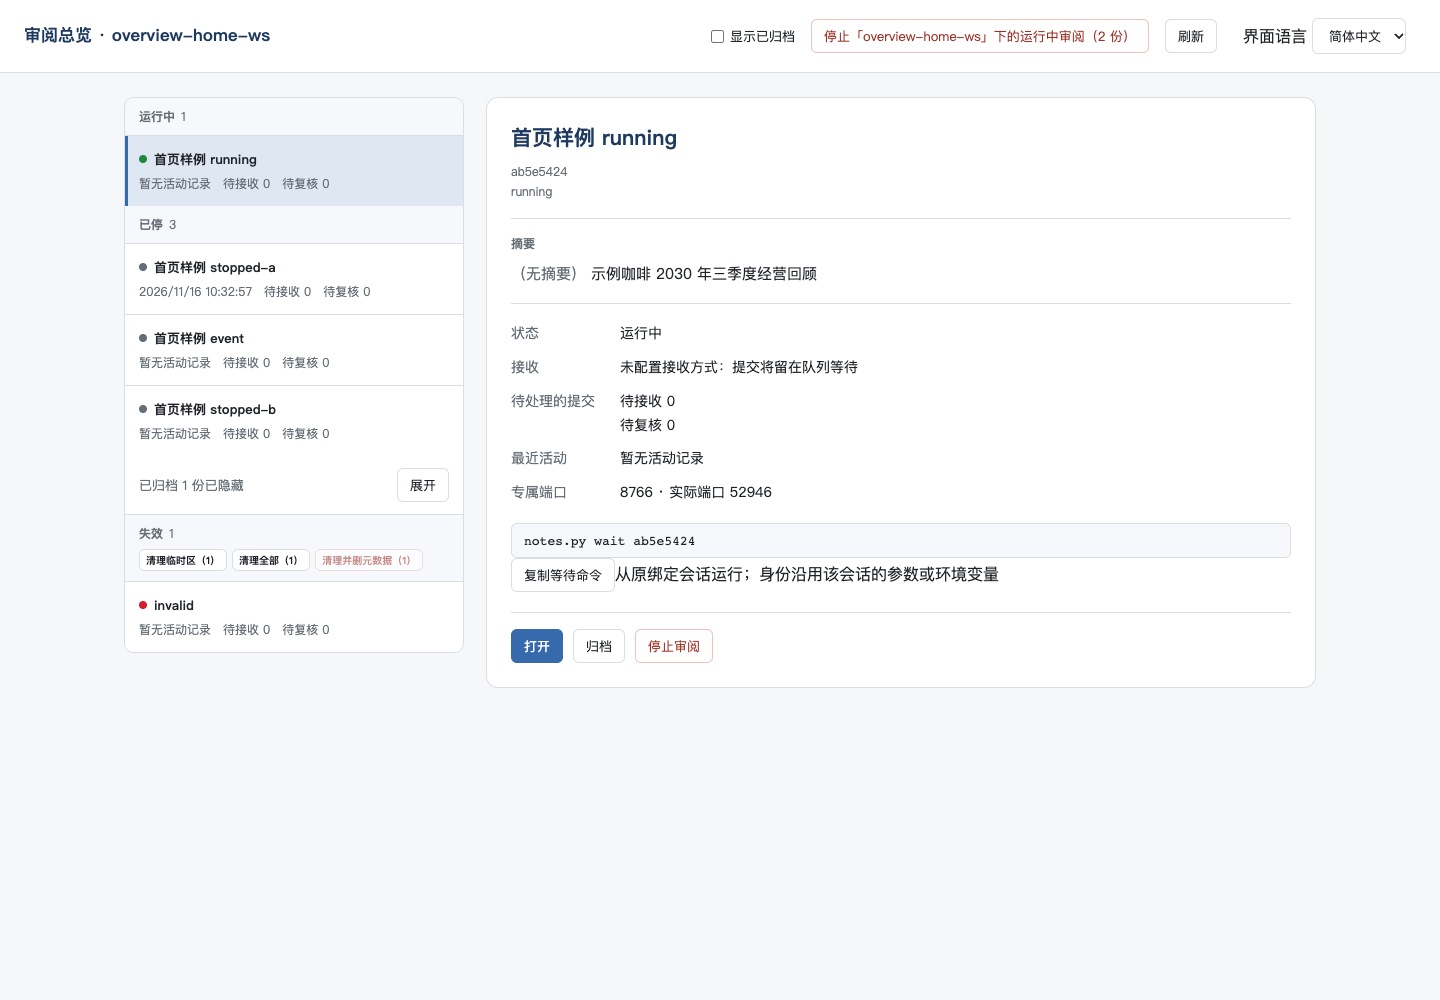 审阅总览 · overview-home-ws
显示已归档
停止「overview-home-ws」下的运行中审阅（2 份）
刷新
界面语言
简体中文
运行中 1
首页样例 running
暂无活动记录 待接收 0 待复核 0
已停 3
首页样例 stopped-a
2026/11/16 10:32:57 待接收 0 待复核 0
首页样例 event
暂无活动记录 待接收 0 待复核 0
首页样例 stopped-b
暂无活动记录 待接收 0 待复核 0
已归档 1 份已隐藏
展开
失效 1
清理临时区（1）
清理全部（1）
清理并删元数据（1）
invalid
暂无活动记录 待接收 0 待复核 0
首页样例 running
ab5e5424
running
摘要
（无摘要） 示例咖啡 2030 年三季度经营回顾
状态 运行中
接收 未配置接收方式：提交将留在队列等待
待处理的提交 待接收 0
待复核 0
最近活动 暂无活动记录
专属端口 8766 · 实际端口 52946
notes.py wait ab5e5424
复制等待命令 从原绑定会话运行；身份沿用该会话的参数或环境变量
打开
归档
停止审阅